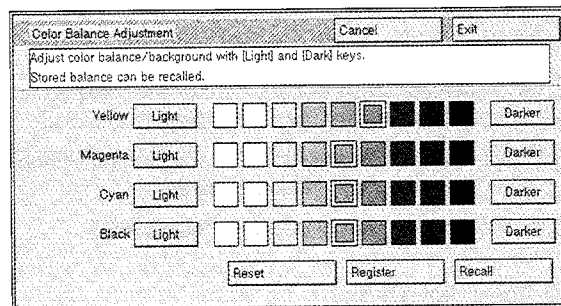 Color Balance Adjustment Cancel Exit
Adjust color balance/background with [Light] and [Dark] keys.
Stored balance can be recalled.
Yellow Light Darker
Magenta Light Darker
Cyan Light Darker
Black Light Darker
Reset Register Recall